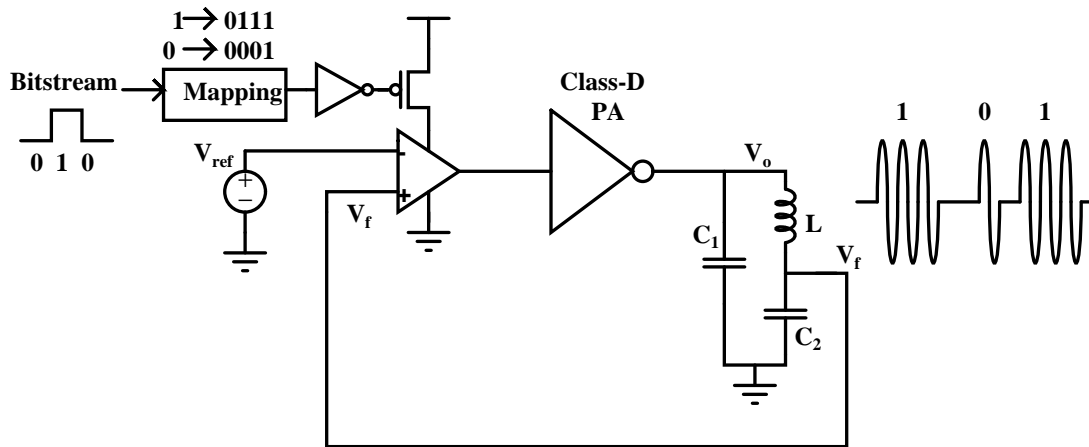 1 → 0111
0 → 0001
Bitstream
Mapping
0 1 0
Class-D
PA
1 0 1
V_ref
+
−
-
+
V_f
V_o
C_1
L
V_f
C_2